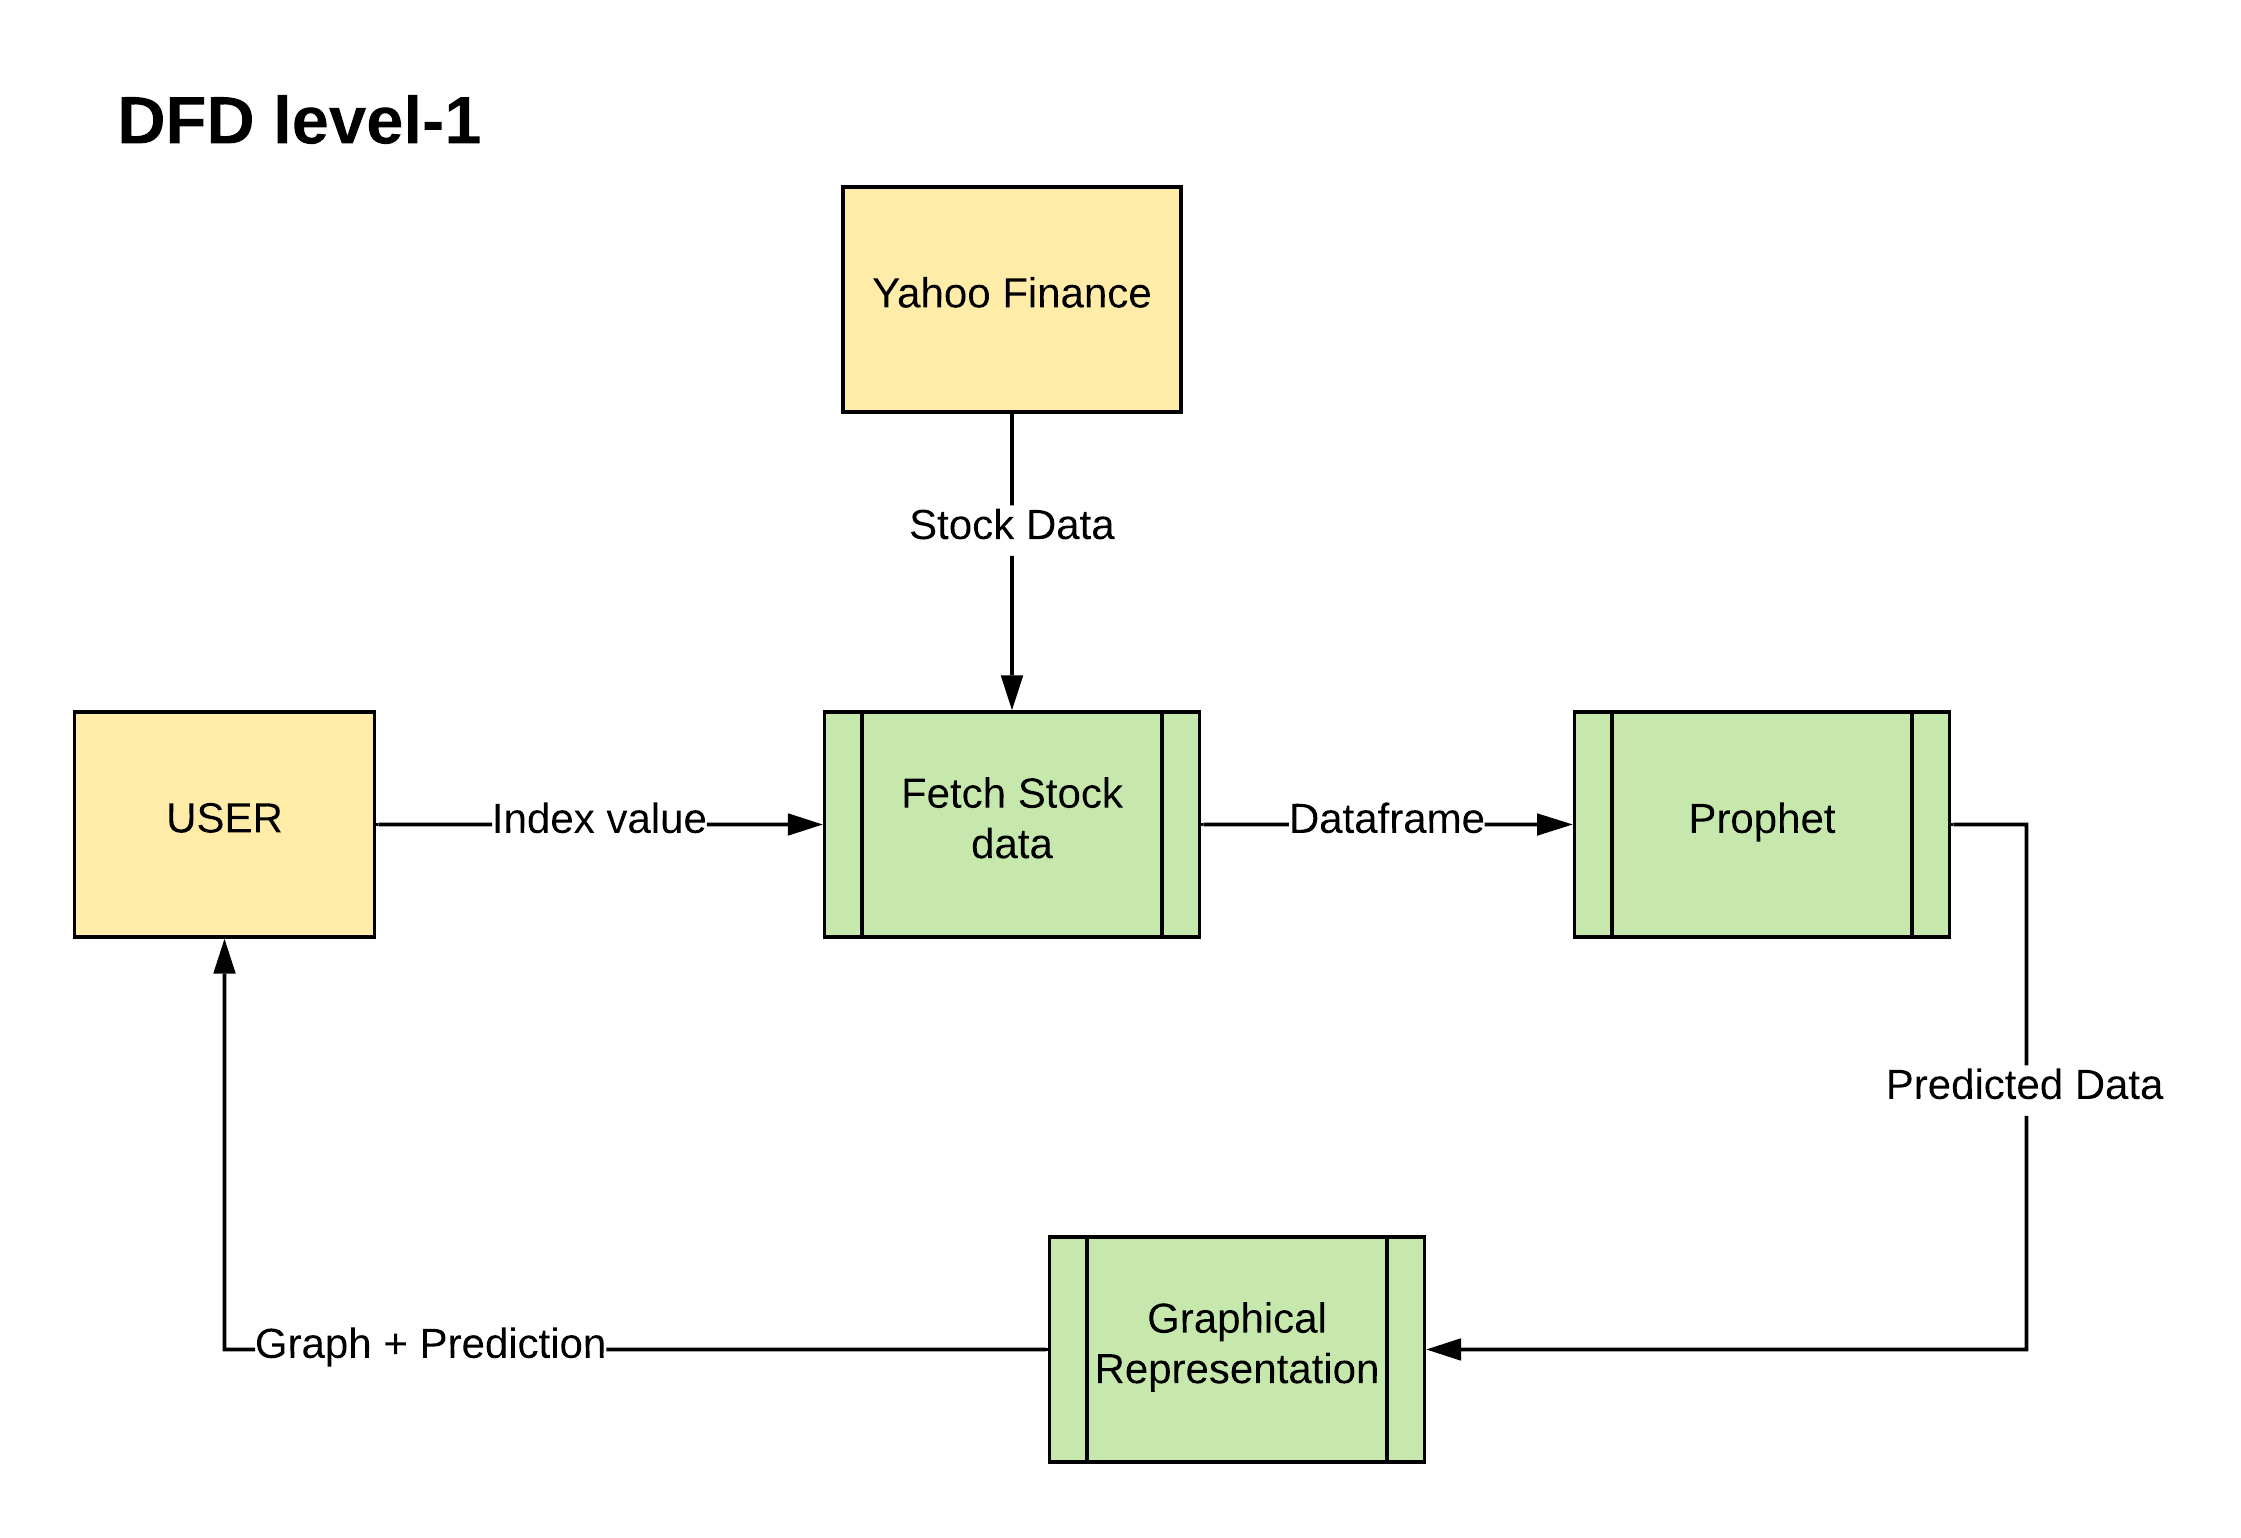 DFD level-1
Yahoo Finance
Stock Data
USER
Index value
Fetch Stock
data
Dataframe
Prophet
Predicted Data
Graphical
Representation
Graph + Prediction